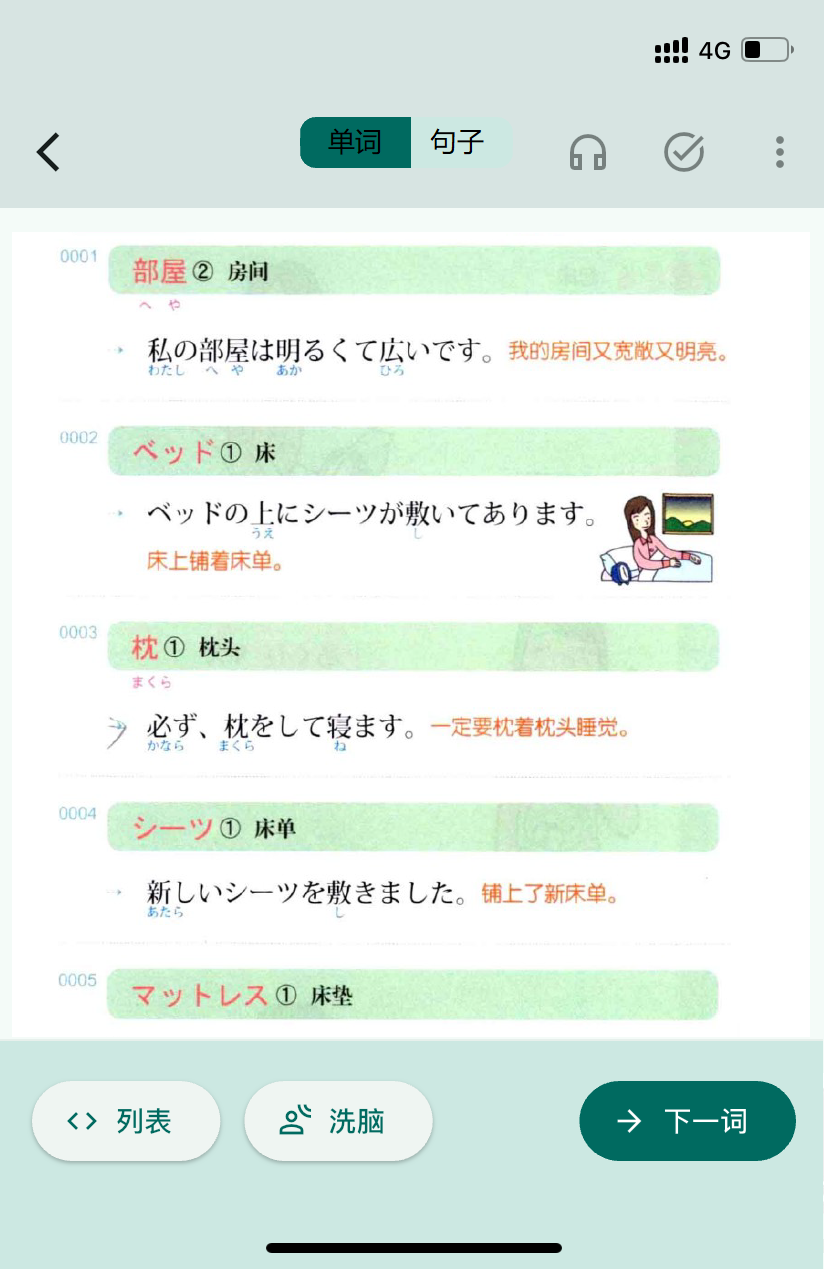 4G
单词 句子
0001 部屋② 房间
へ や
私の部屋は明るくて広いです。我的房间又宽敞又明亮。
わたし へ や あか ひろ
0002 ベッド① 床
ベッドの上にシーツが敷いてあります。
うえ し
床上铺着床单。
0003 枕① 枕头
まくら
必ず、枕をして寝ます。一定要枕着枕头睡觉。
かなら まくら ね
0004 シーツ① 床单
新しいシーツを敷きました。铺上了新床单。
あたら し
0005 マットレス① 床垫
列表 洗脑 下一词